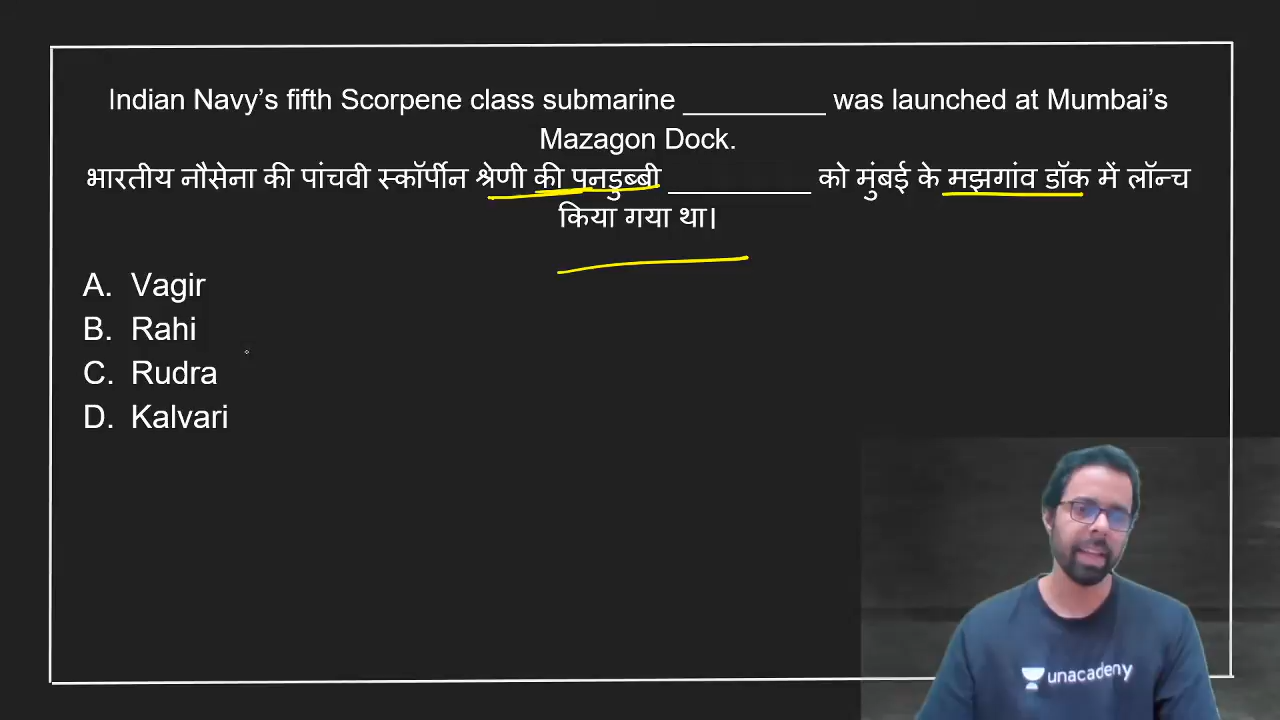 Indian Navy’s fifth Scorpene class submarine __________ was launched at Mumbai’s
Mazagon Dock.
भारतीय नौसेना की पांचवी स्कॉर्पीन श्रेणी की पनडुब्बी __________ को मुंबई के मझगांव डॉक में लॉन्च
किया गया था।
A. Vagir
B. Rahi
C. Rudra
D. Kalvari
unacademy